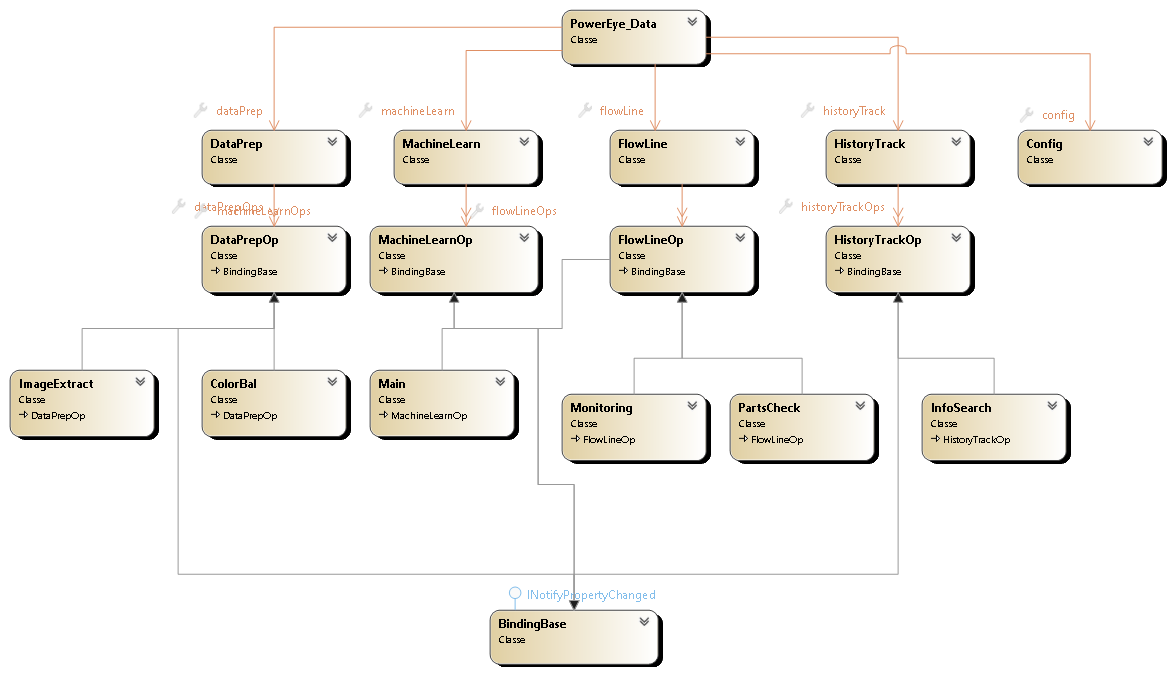 PowerEye_Data
Classe
dataPrep
machineLearn
flowLine
historyTrack
config
DataPrep
Classe
MachineLearn
Classe
FlowLine
Classe
HistoryTrack
Classe
Config
Classe
dataPrepOps
machineLearnOps
flowLineOps
historyTrackOps
DataPrepOp
Classe
BindingBase
MachineLearnOp
Classe
BindingBase
FlowLineOp
Classe
BindingBase
HistoryTrackOp
Classe
BindingBase
ImageExtract
Classe
DataPrepOp
ColorBal
Classe
DataPrepOp
Main
Classe
MachineLearnOp
Monitoring
Classe
FlowLineOp
PartsCheck
Classe
FlowLineOp
InfoSearch
Classe
HistoryTrackOp
INotifyPropertyChanged
BindingBase
Classe